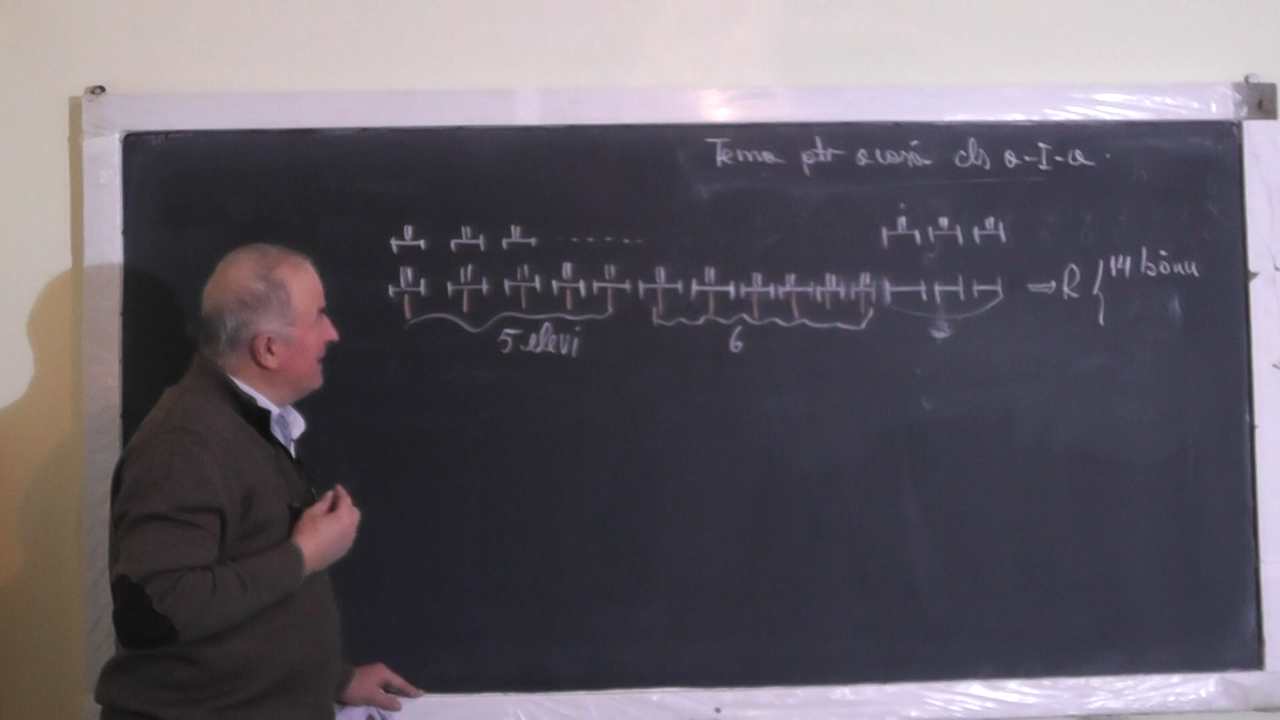 Tema ptr acasă cls a-I-a.
⇒ R { 14 bănci
5 elevi 6 3